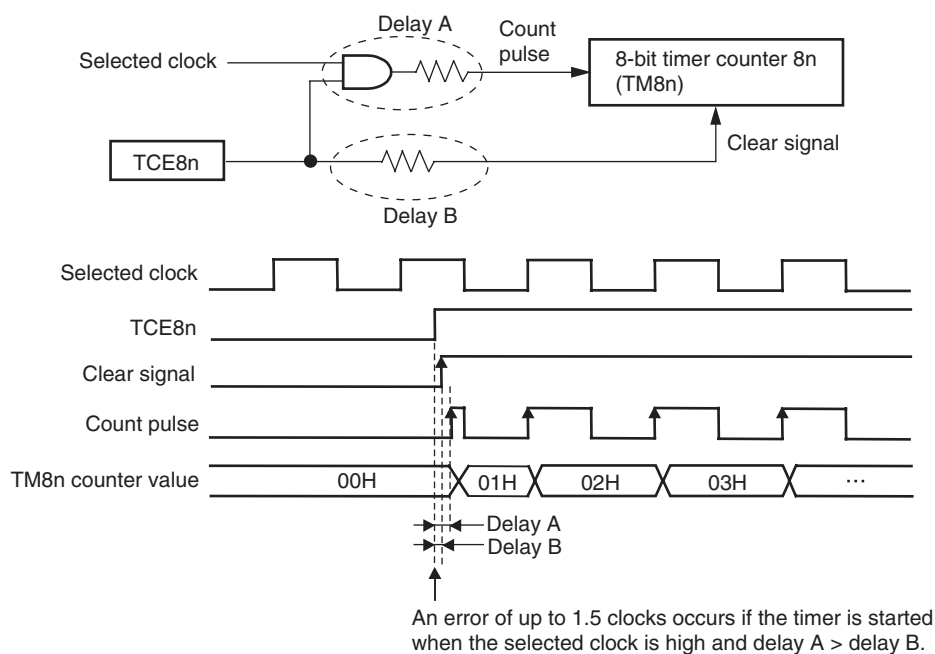 Delay A
Count
pulse
Selected clock
8-bit timer counter 8n
(TM8n)
Clear signal
TCE8n
Delay B
Selected clock
TCE8n
Clear signal
Count pulse
TM8n counter value
00H
01H
02H
03H
...
Delay A
Delay B
An error of up to 1.5 clocks occurs if the timer is started
when the selected clock is high and delay A > delay B.